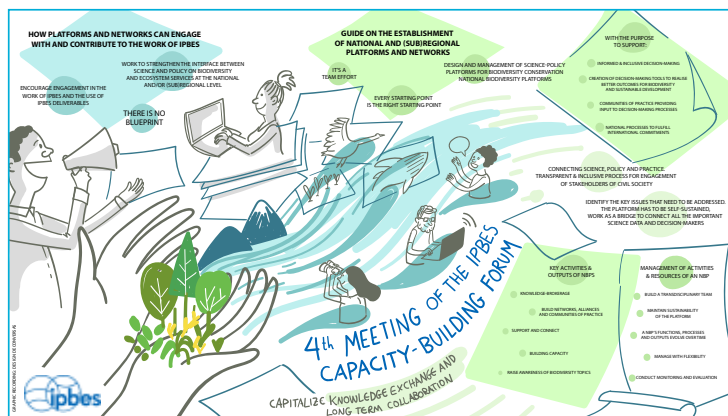 HOW PLATFORMS AND NETWORKS CAN ENGAGE
WITH AND CONTRIBUTE TO THE WORK OF IPBES
WORK TO STRENGTHEN THE INTERFACE BETWEEN
SCIENCE AND POLICY ON BIODIVERSITY
AND ECOSYSTEM SERVICES AT THE NATIONAL
AND/OR (SUB)REGIONAL LEVEL
ENCOURAGE ENGAGEMENT IN THE
WORK OF IPBES AND THE USE OF
IPBES DELIVERABLES
THERE IS NO
BLUEPRINT
GUIDE ON THE ESTABLISHMENT
OF NATIONAL AND (SUB)REGIONAL
PLATFORMS AND NETWORKS
IT'S A
TEAM EFFORT
EVERY STARTING POINT
IS THE RIGHT STARTING POINT
DESIGN AND MANAGEMENT OF SCIENCE-POLICY
PLATFORMS FOR BIODIVERSITY CONSERVATION
NATIONAL BIODIVERSITY PLATFORMS
WITH THE PURPOSE
TO SUPPORT:
INFORMED & INCLUSIVE DECISION-MAKING
CREATION OF DECISION-MAKING TOOLS TO REALISE
BETTER OUTCOMES FOR BIODIVERSITY
AND SUSTAINABLE DEVELOPMENT
COMMUNITIES OF PRACTICE PROVIDING
INPUT TO DECISION-MAKING PROCESSES
NATIONAL PROCESSES TO FULFILL
INTERNATIONAL COMMITMENTS
CONNECTING SCIENCE, POLICY AND PRACTICE.
TRANSPARENT & INCLUSIVE PROCESS FOR ENGAGEMENT
OF STAKEHOLDERS OF CIVIL SOCIETY
IDENTIFY THE KEY ISSUES THAT NEED TO BE ADDRESSED.
THE PLATFORM HAS TO BE SELF-SUSTAINED,
WORK AS A BRIDGE TO CONNECT ALL THE IMPORTANT
SCIENCE DATA AND DECISION-MAKERS
KEY ACTIVITIES &
OUTPUTS OF NBPS
KNOWLEDGE-BROKERAGE
BUILD NETWORKS, ALLIANCES
AND COMMUNITIES OF PRACTICE
SUPPORT AND CONNECT
BUILDING CAPACITY
RAISE AWARENESS OF BIODIVERSITY TOPICS
MANAGEMENT OF ACTIVITIES
& RESOURCES OF AN NBP
BUILD A TRANSDISCIPLINARY TEAM
MAINTAIN SUSTAINABILITY
OF THE PLATFORM
A NBP'S FUNCTIONS, PROCESSES
AND OUTPUTS EVOLVE OVER TIME
MANAGE WITH FLEXIBILITY
CONDUCT MONITORING AND EVALUATION
4th MEETING OF THE IPBES
CAPACITY-BUILDING FORUM
CAPITALIZE KNOWLEDGE EXCHANGE AND
LONG TERM COLLABORATION
ipbes